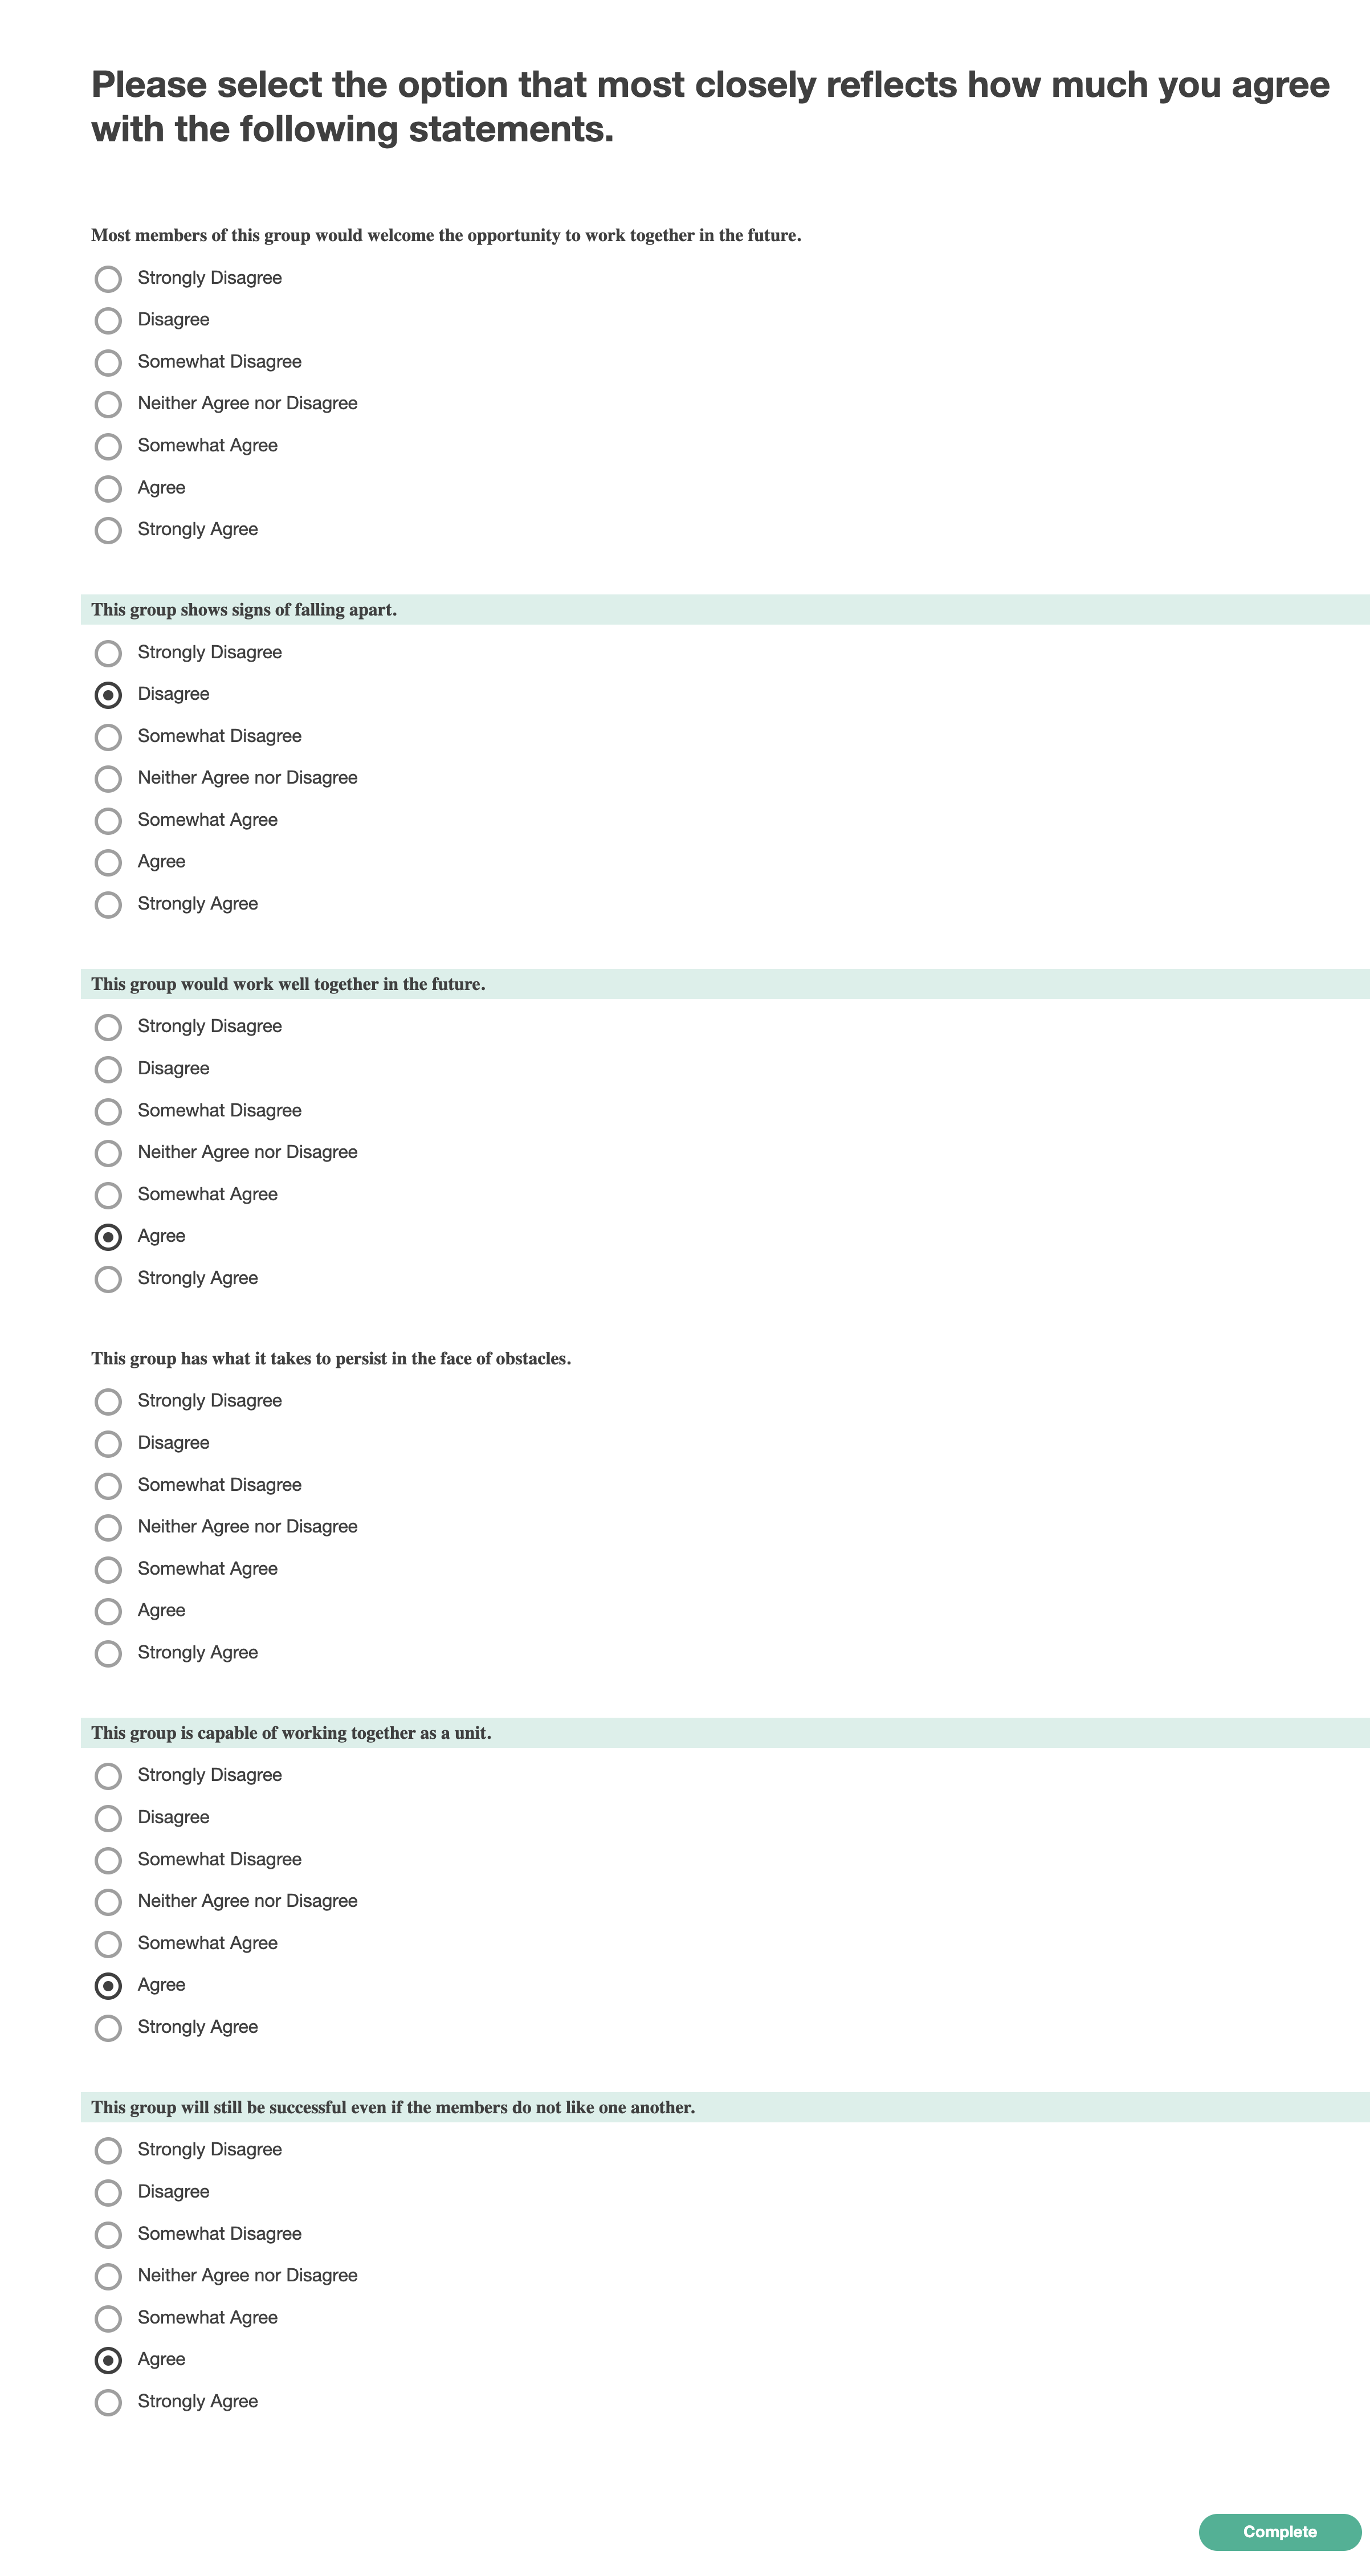 Please select the option that most closely reflects how much you agree
with the following statements.
Most members of this group would welcome the opportunity to work together in the future.
Strongly Disagree
Disagree
Somewhat Disagree
Neither Agree nor Disagree
Somewhat Agree
Agree
Strongly Agree
This group shows signs of falling apart.
Strongly Disagree
Disagree
Somewhat Disagree
Neither Agree nor Disagree
Somewhat Agree
Agree
Strongly Agree
This group would work well together in the future.
Strongly Disagree
Disagree
Somewhat Disagree
Neither Agree nor Disagree
Somewhat Agree
Agree
Strongly Agree
This group has what it takes to persist in the face of obstacles.
Strongly Disagree
Disagree
Somewhat Disagree
Neither Agree nor Disagree
Somewhat Agree
Agree
Strongly Agree
This group is capable of working together as a unit.
Strongly Disagree
Disagree
Somewhat Disagree
Neither Agree nor Disagree
Somewhat Agree
Agree
Strongly Agree
This group will still be successful even if the members do not like one another.
Strongly Disagree
Disagree
Somewhat Disagree
Neither Agree nor Disagree
Somewhat Agree
Agree
Strongly Agree
Complete